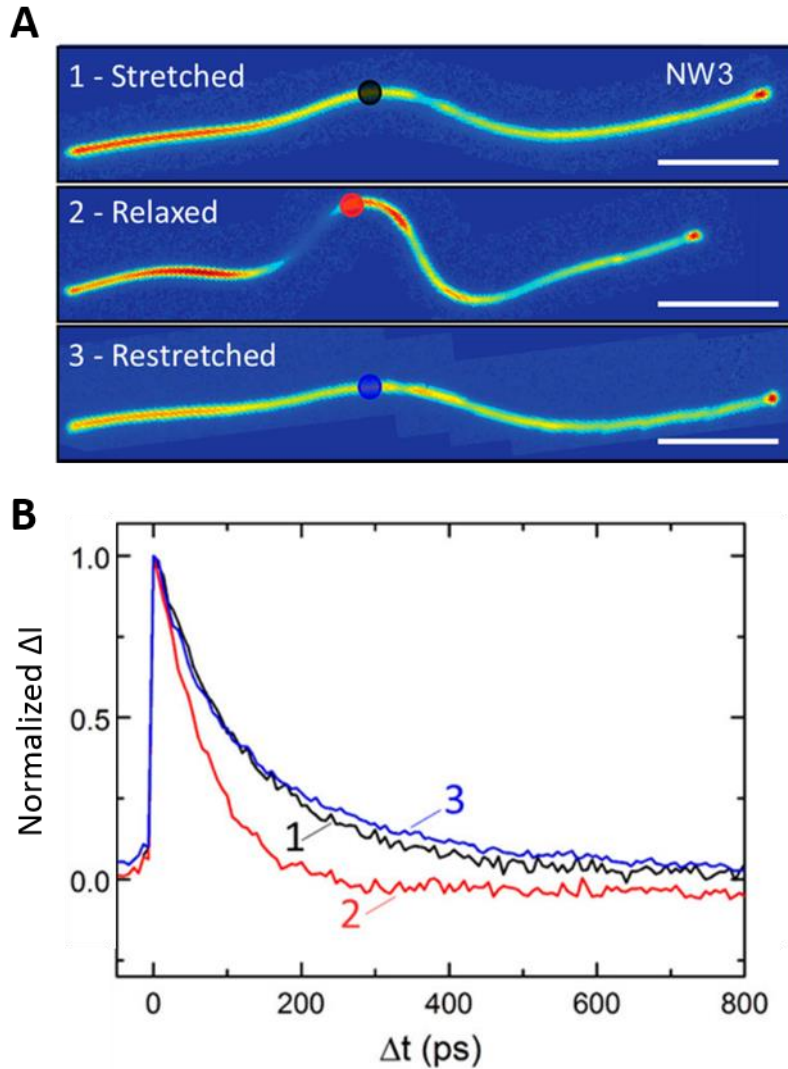 A
1 - Stretched NW3
2 - Relaxed
3 - Restretched
B
Normalized ΔI
1.0
0.5
0.0
1
2
3
0 200 400 600 800
Δt (ps)